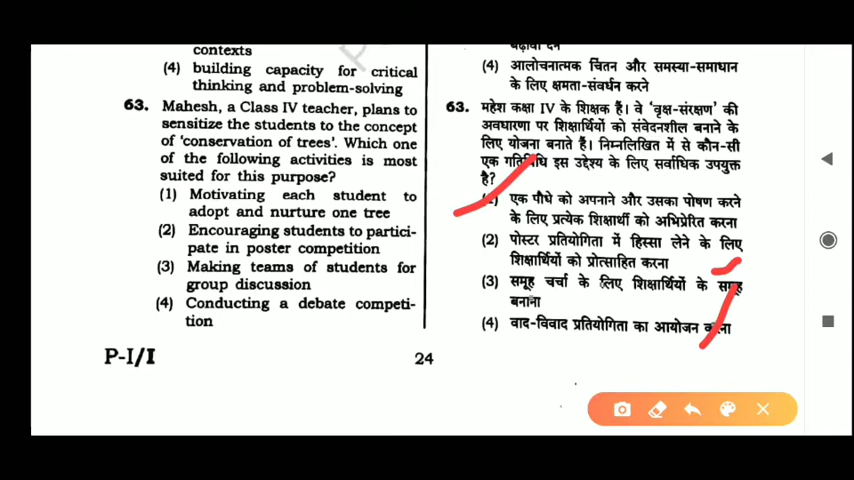 contexts
(4) building capacity for critical
thinking and problem-solving
63. Mahesh, a Class IV teacher, plans to
sensitize the students to the concept
of 'conservation of trees'. Which one
of the following activities is most
suited for this purpose?
(1) Motivating each student to
adopt and nurture one tree
(2) Encouraging students to partici-
pate in poster competition
(3) Making teams of students for
group discussion
(4) Conducting a debate competi-
tion
(4) आलोचनात्मक चिंतन और समस्या-समाधान
के लिए क्षमता-संवर्धन करने
63. महेश कक्षा IV के शिक्षक हैं। वे 'वृक्ष-संरक्षण' की
अवधारणा पर शिक्षार्थियों को संवेदनशील बनाने के
लिए योजना बनाते हैं। निम्नलिखित में से कौन-सी
एक गतिविधि इस उद्देश्य के लिए सर्वाधिक उपयुक्त
है?
(1) एक पौधे को अपनाने और उसका पोषण करने
के लिए प्रत्येक शिक्षार्थी को अभिप्रेरित करना
(2) पोस्टर प्रतियोगिता में हिस्सा लेने के लिए
शिक्षार्थियों को प्रोत्साहित करना
(3) समूह चर्चा के लिए शिक्षार्थियों के समूह
बनाना
(4) वाद-विवाद प्रतियोगिता का आयोजन करना
P-I/I
24